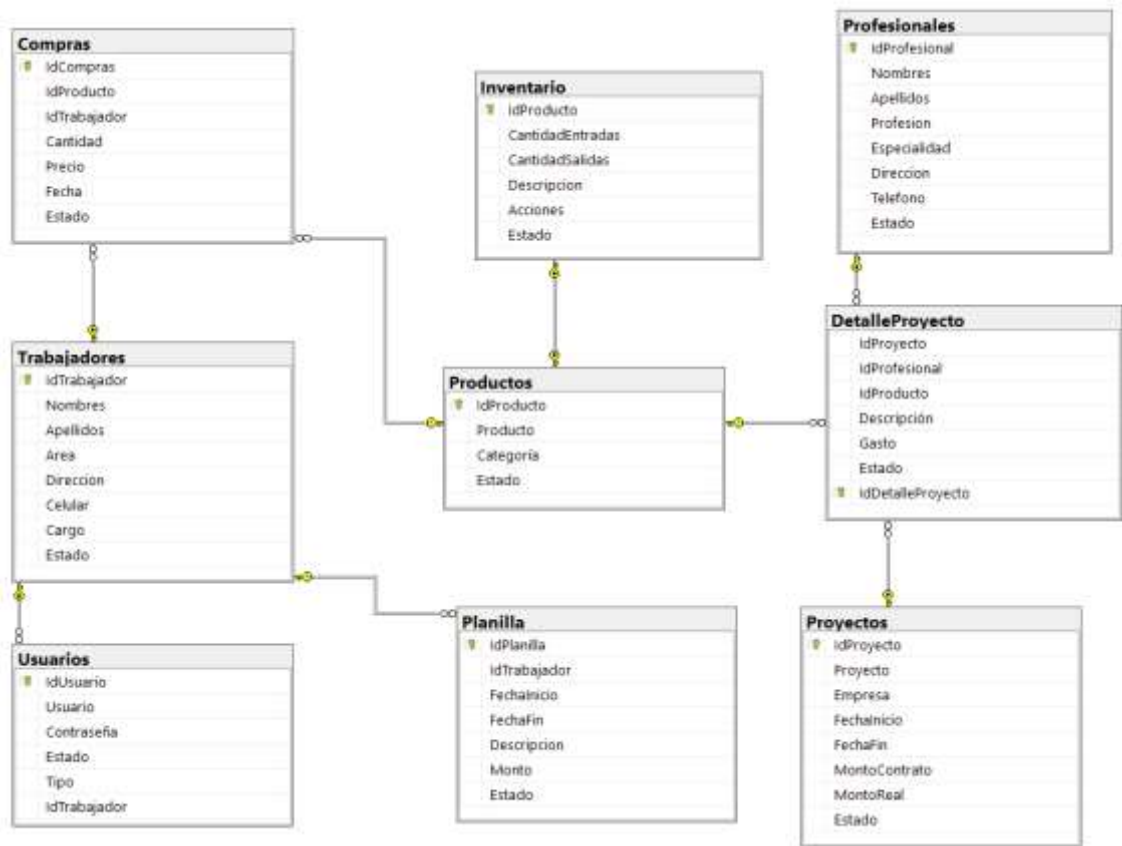 Compras
IdCompras
IdProducto
IdTrabajador
Cantidad
Precio
Fecha
Estado
Inventario
IdProducto
CantidadEntradas
CantidadSalidas
Descripcion
Acciones
Estado
Profesionales
IdProfesional
Nombres
Apellidos
Profesion
Especialidad
Direccion
Telefono
Estado
Trabajadores
IdTrabajador
Nombres
Apellidos
Area
Direccion
Celular
Cargo
Estado
Productos
IdProducto
Producto
Categoría
Estado
DetalleProyecto
IdProyecto
IdProfesional
IdProducto
Descripción
Gasto
Estado
IdDetalleProyecto
Usuarios
IdUsuario
Usuario
Contraseña
Estado
Tipo
IdTrabajador
Planilla
IdPlanilla
IdTrabajador
FechaInicio
FechaFin
Descripcion
Monto
Estado
Proyectos
IdProyecto
Proyecto
Empresa
FechaInicio
FechaFin
MontoContrato
MontoReal
Estado